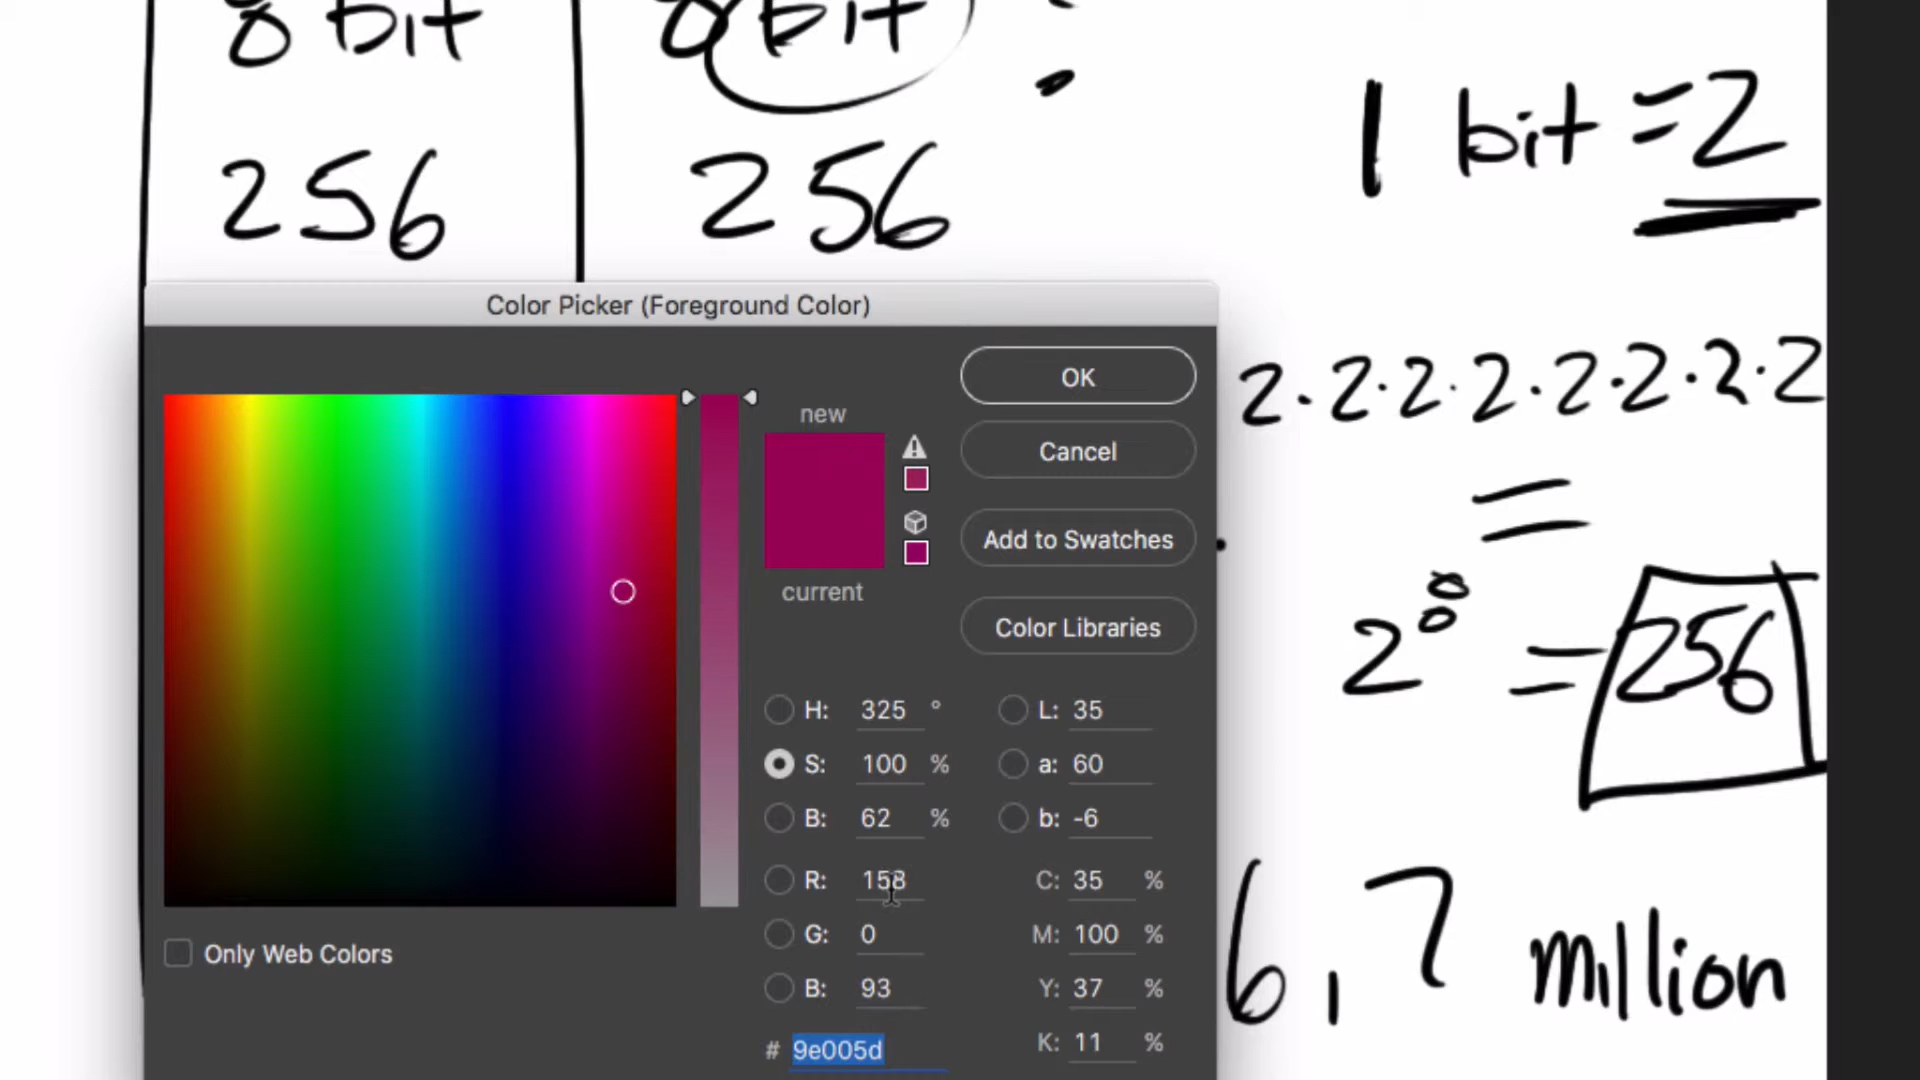 8 bit 8 bit
1 bit = 2
256 256
Color Picker (Foreground Color)
2·2·2·2·2·2·2·2
=
2⁸ = 256
6,7 million
new
current
OK
Cancel
Add to Swatches
Color Libraries
H: 325 ° L: 35
S: 100 % a: 60
B: 62 % b: -6
R: 158 C: 35 %
G: 0 M: 100 %
B: 93 Y: 37 %
# 9e005d K: 11 %
Only Web Colors